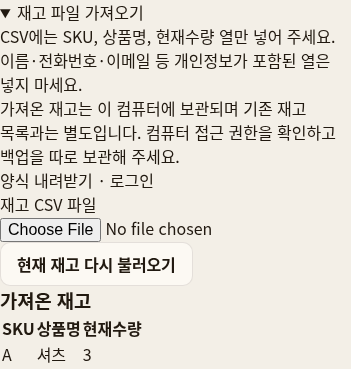 ▼ 재고 파일 가져오기
CSV에는 SKU, 상품명, 현재수량 열만 넣어 주세요.
이름·전화번호·이메일 등 개인정보가 포함된 열은
넣지 마세요.
가져온 재고는 이 컴퓨터에 보관되며 기존 재고
목록과는 별도입니다. 컴퓨터 접근 권한을 확인하고
백업을 따로 보관해 주세요.
양식 내려받기 · 로그인
재고 CSV 파일
Choose File No file chosen
현재 재고 다시 불러오기
가져온 재고
SKU 상품명 현재수량
A 셔츠 3